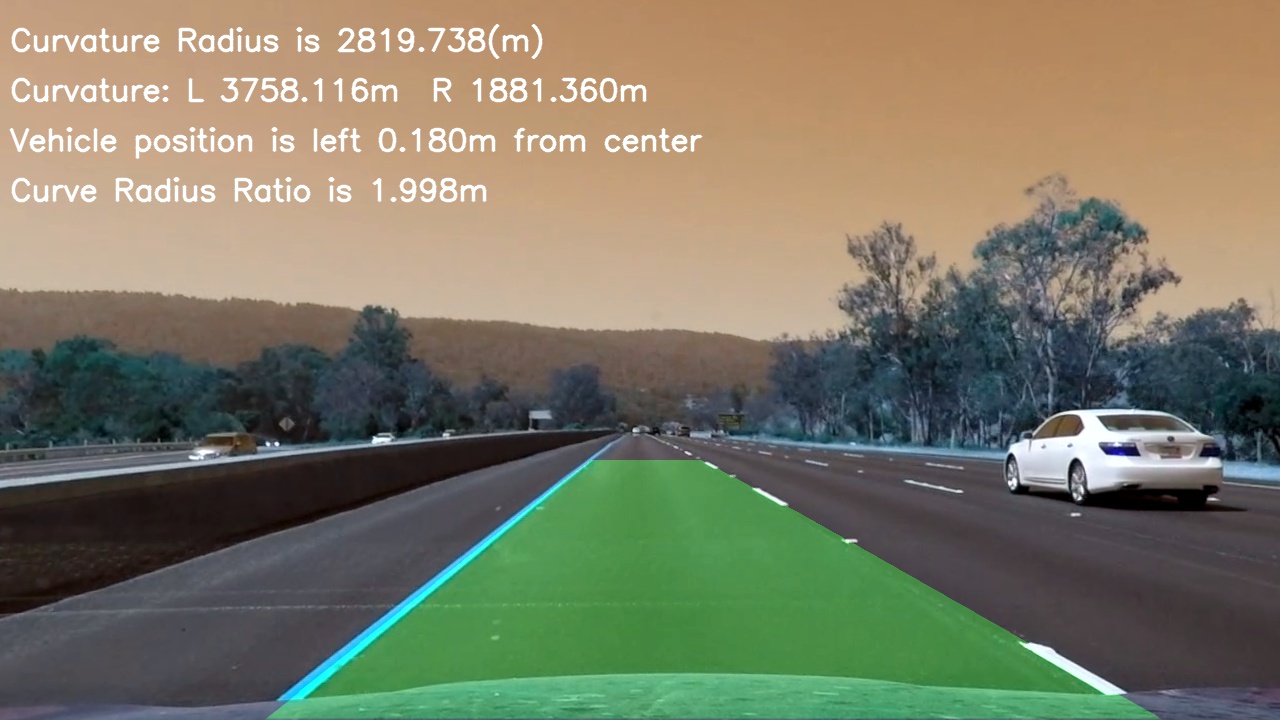 Curvature Radius is 2819.738(m)
Curvature: L 3758.116m R 1881.360m
Vehicle position is left 0.180m from center
Curve Radius Ratio is 1.998m